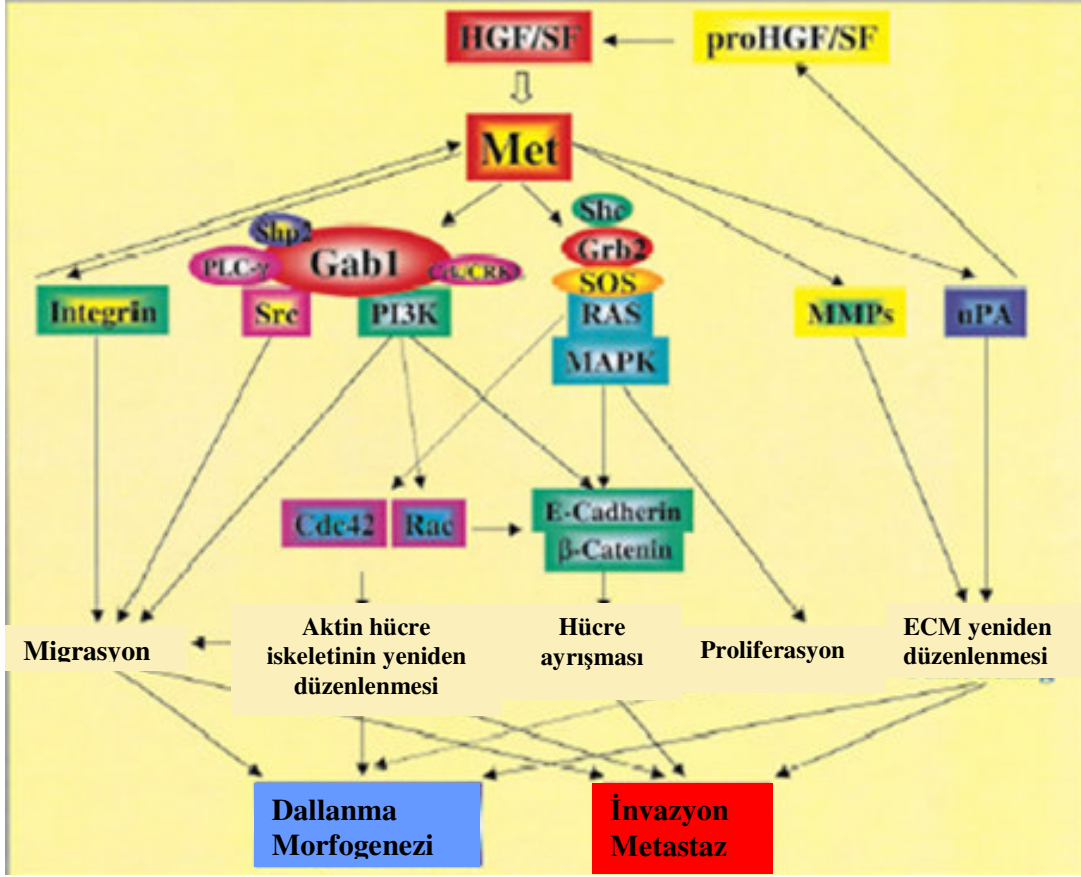 HGF/SF
proHGF/SF
Met
Shc
Shp2
Grb2
PLC-γ
Gab1
SOS
Integrin
Src
PI3K
RAS
MMPs
uPA
MAPK
Cdc42
Rac
E-Cadherin
β-Catenin
Migrasyon
Aktin hücre
iskeletinin yeniden
düzenlenmesi
Hücre
ayrışması
Proliferasyon
ECM yeniden
düzenlenmesi
Dallanma
Morfogenezi
İnvazyon
Metastaz